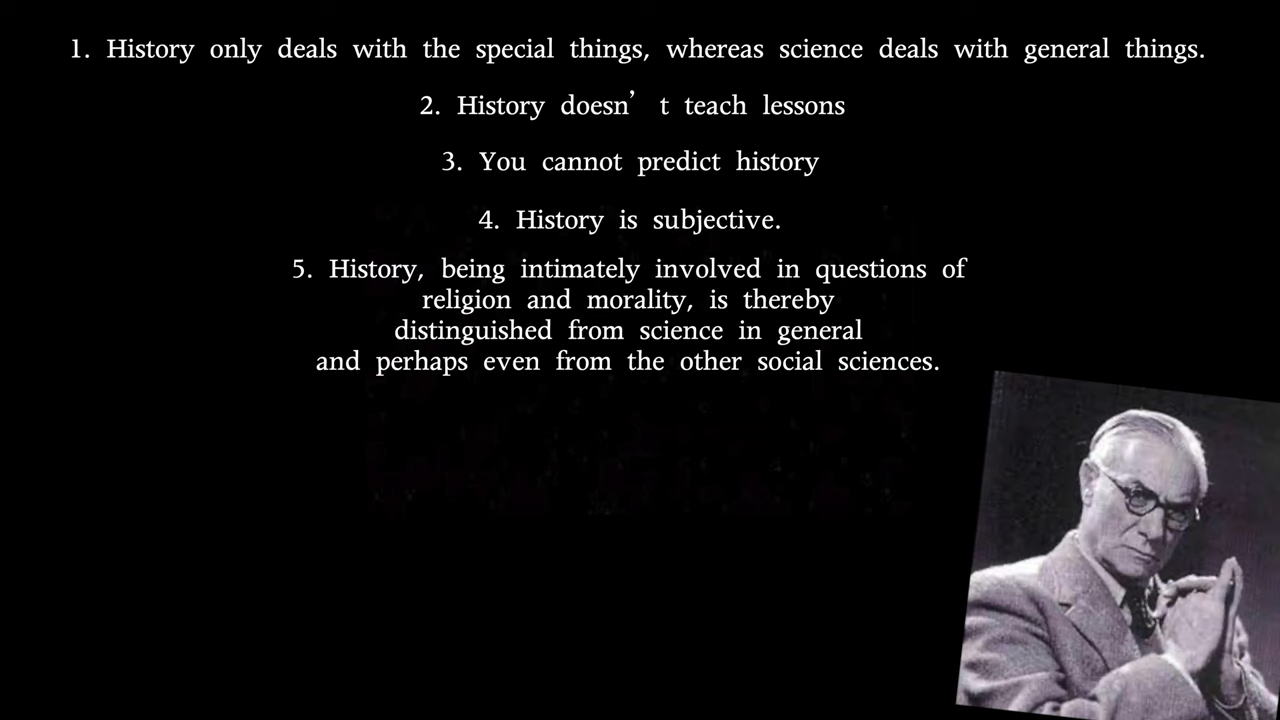 1. History only deals with the special things, whereas science deals with general things.
2. History doesn’ t teach lessons
3. You cannot predict history
4. History is subjective.
5. History, being intimately involved in questions of
religion and morality, is thereby
distinguished from science in general
and perhaps even from the other social sciences.